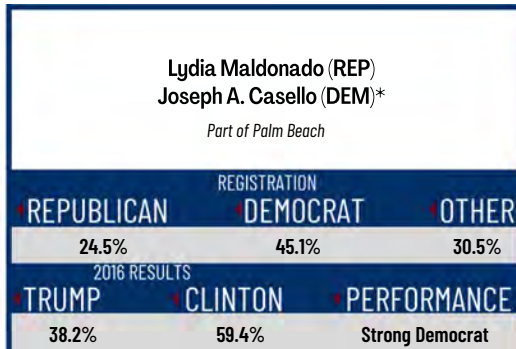 Lydia Maldonado (REP)
Joseph A. Casello (DEM)*
Part of Palm Beach
REGISTRATION
REPUBLICAN DEMOCRAT OTHER
24.5% 45.1% 30.5%
2016 RESULTS
TRUMP CLINTON PERFORMANCE
38.2% 59.4% Strong Democrat